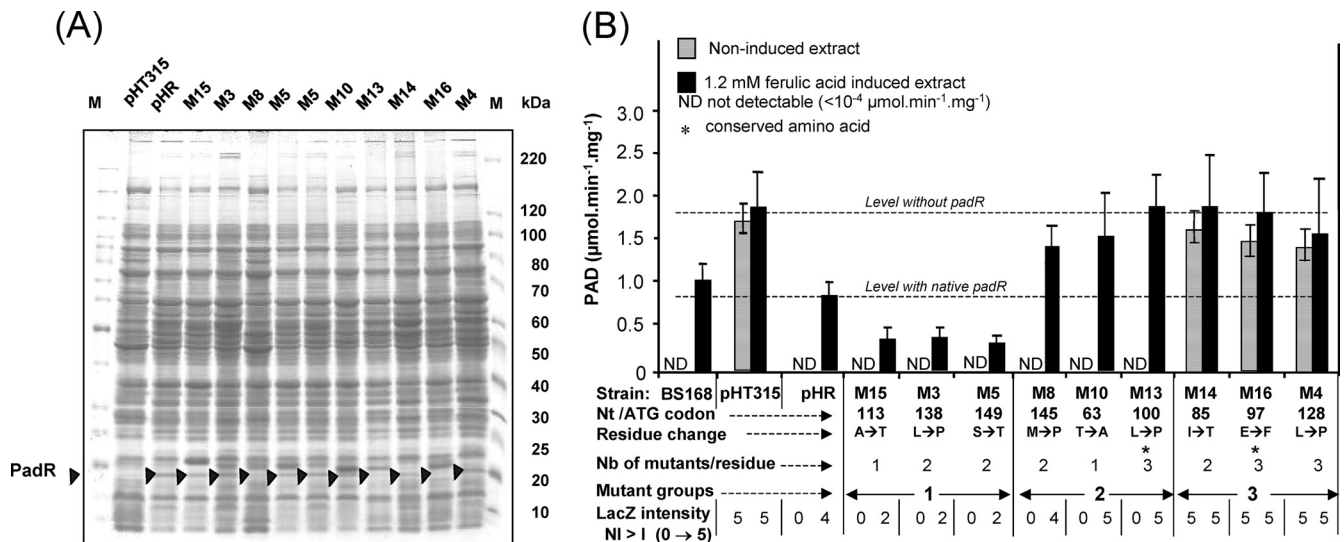 (A)
M pHT315 pHR M15 M3 M8 M5 M5 M10 M13 M14 M16 M4 M kDa
220
120
100
80
70
60
50
40
30
25
20
10
PadR
(B)
Non-induced extract
1.2 mM ferulic acid induced extract
ND not detectable (<10-4 µmol.min-1.mg-1)
* conserved amino acid
PAD (µmol.min-1.mg-1)
3.0
2.5
2.0
1.5
1.0
0.5
0
Level without padR
Level with native padR
ND ND ND ND ND ND ND ND
Strain: BS168 pHT315 pHR M15 M3 M5 M8 M10 M13 M14 M16 M4
Nt /ATG codon 113 138 149 145 63 100 85 97 128
Residue change A→T L→P S→T M→P T→A L→P I→T E→F L→P
* *
Nb of mutants/residue 1 2 2 2 1 3 2 3 3
Mutant groups 1 2 3
LacZ intensity 5 5 0 4 0 2 0 2 0 2 0 4 0 5 0 5 5 5 5 5 5 5
NI > I (0 → 5)